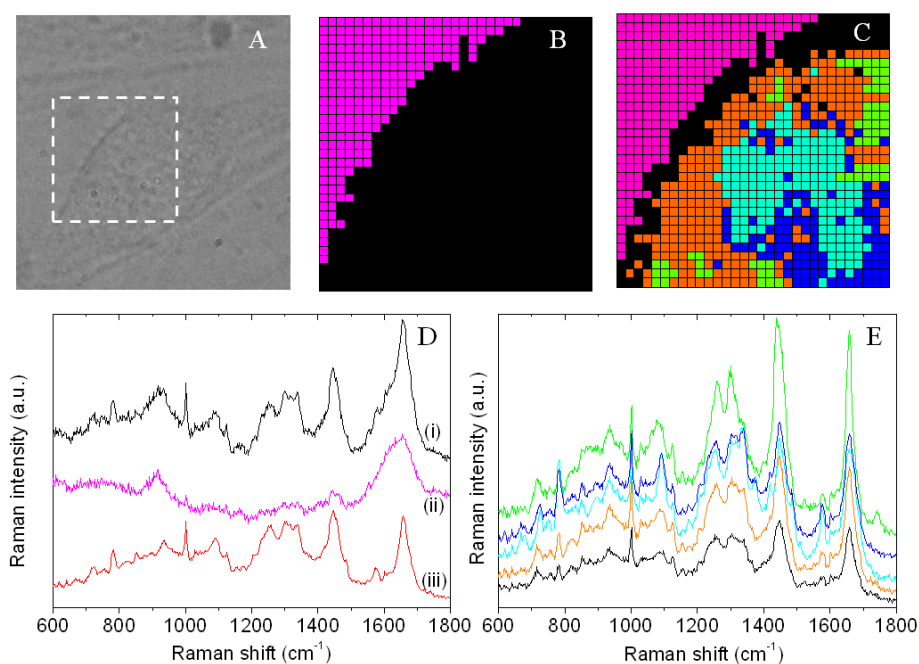 A
B
C
D
Raman intensity (a.u.)
(i)
(ii)
(iii)
600 800 1000 1200 1400 1600 1800
Raman shift (cm⁻¹)
E
Raman intensity (a.u.)
600 800 1000 1200 1400 1600 1800
Raman shift (cm⁻¹)